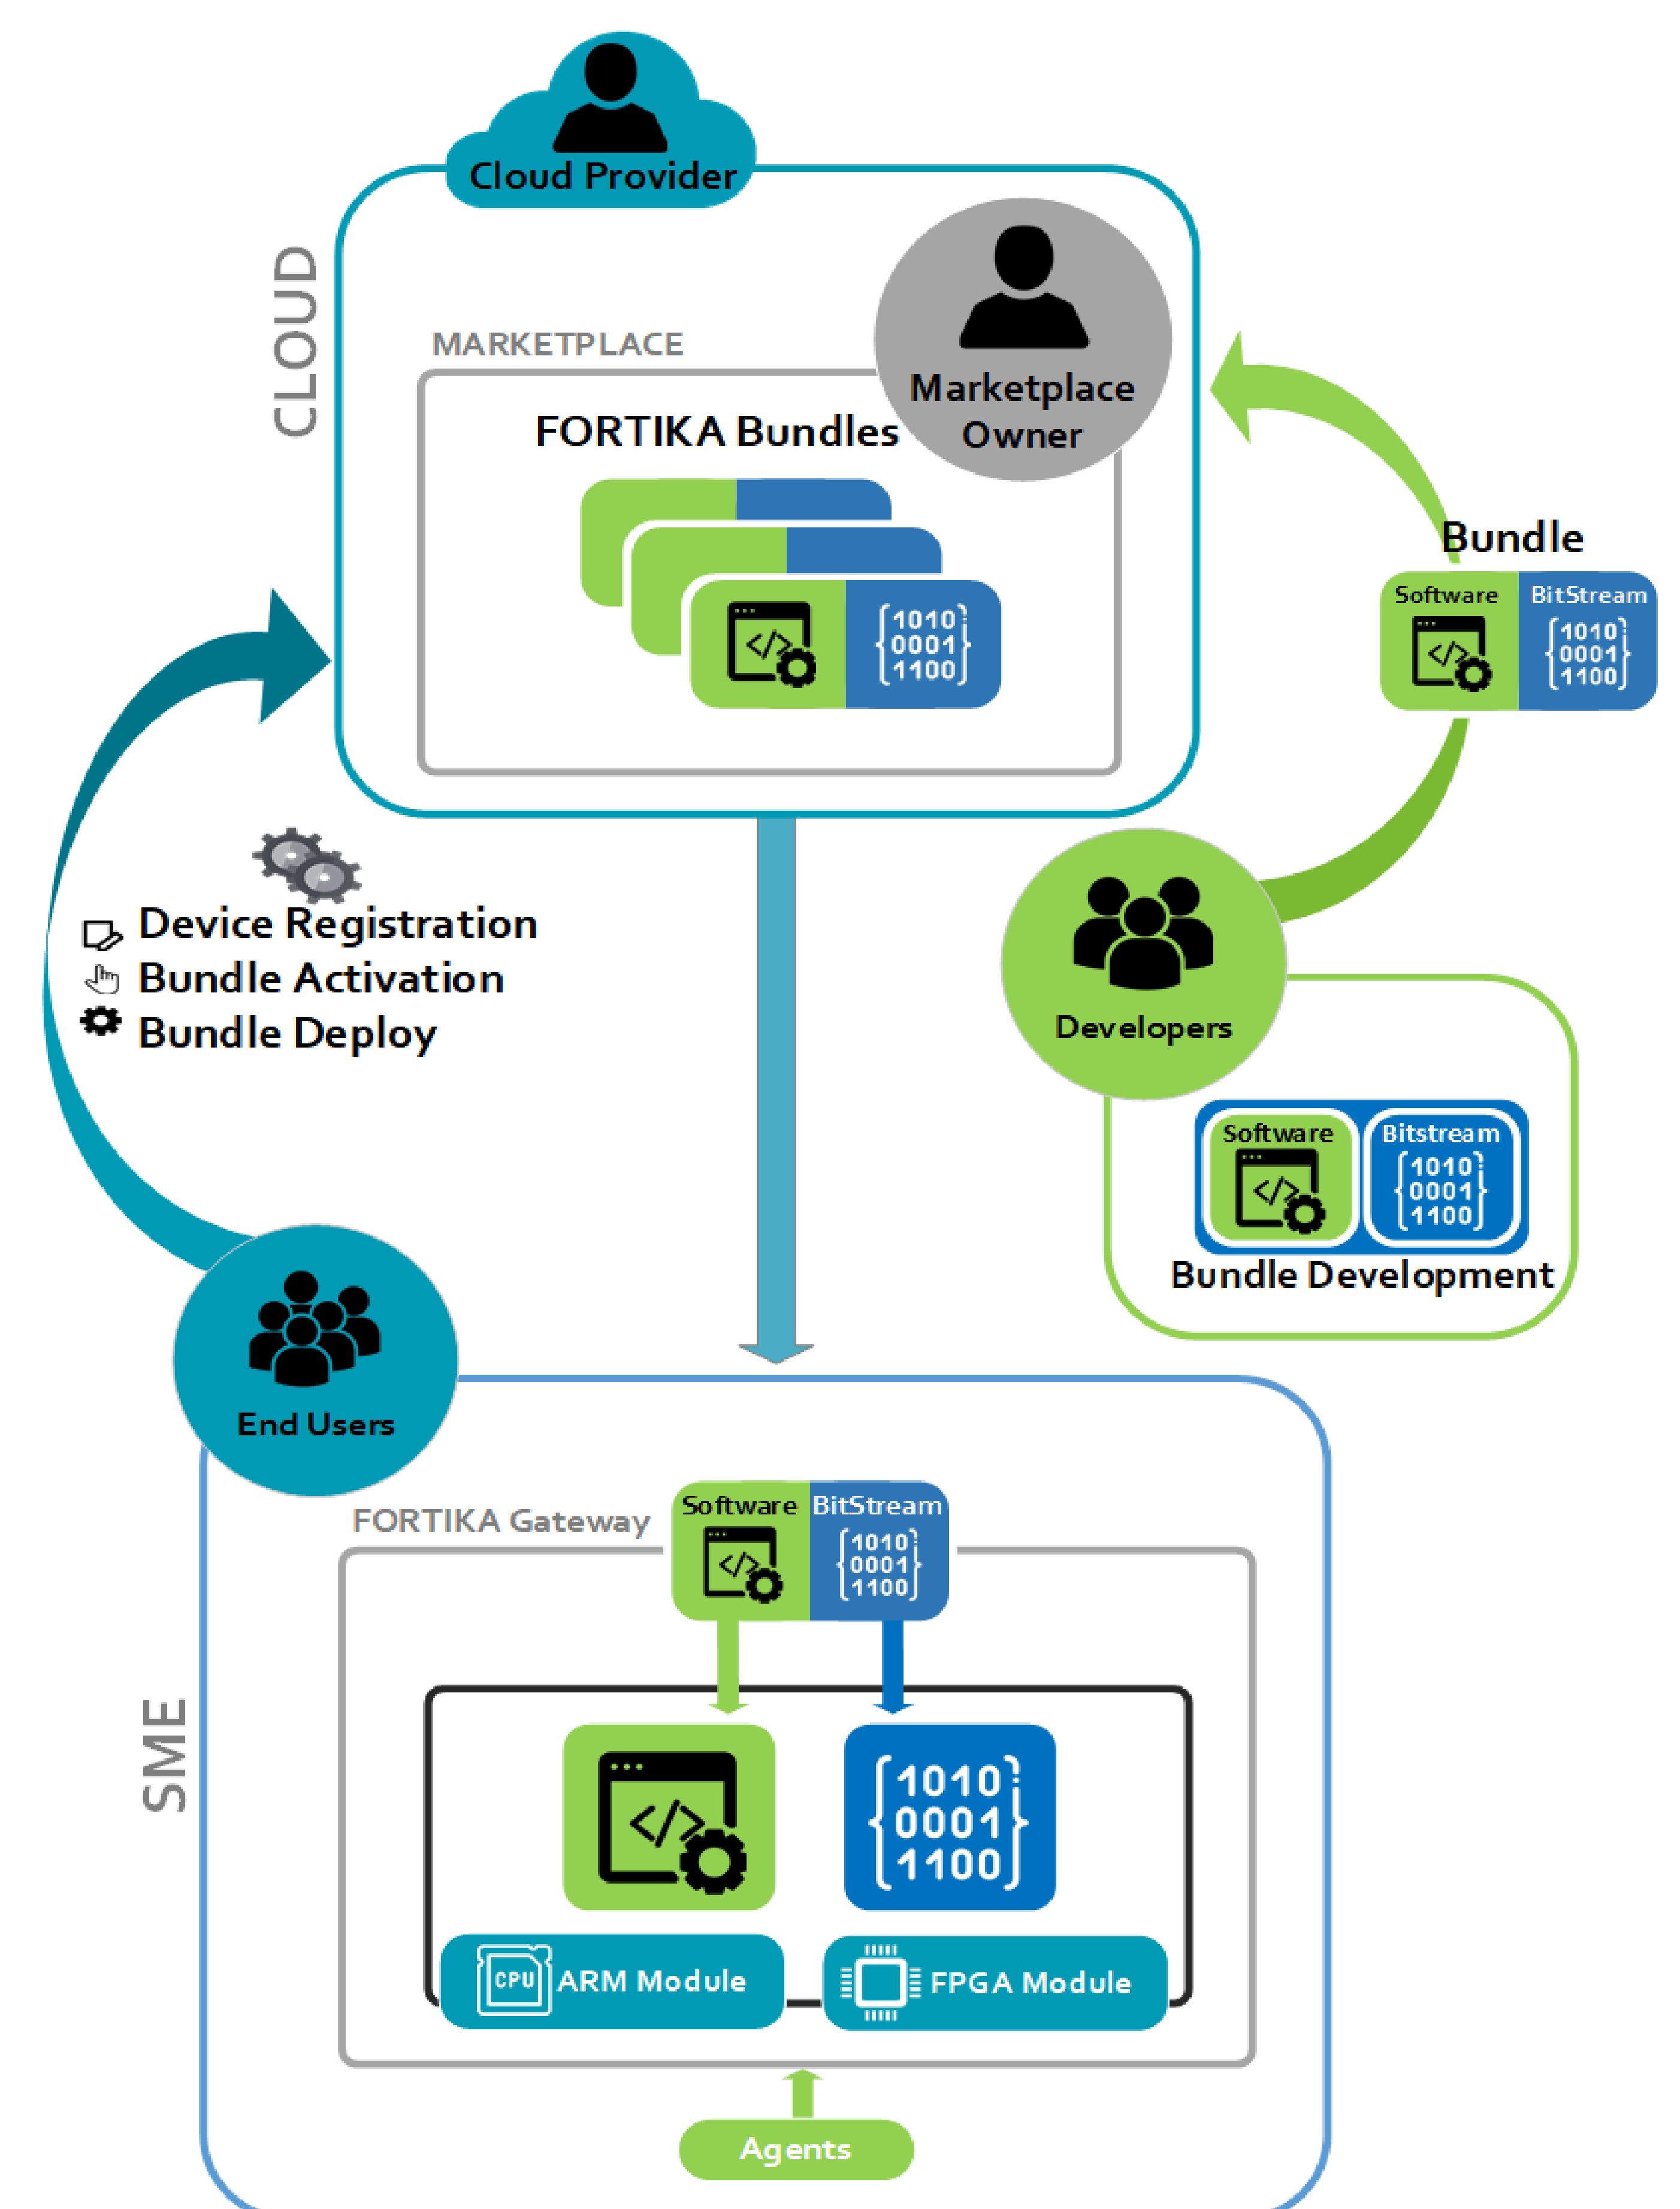 Cloud Provider
CLOUD
MARKETPLACE
Marketplace
Owner
FORTIKA Bundles
1010
0001
1100
Bundle
Software
BitStream
1010
0001
1100
Device Registration
Bundle Activation
Bundle Deploy
Developers
Software
Bitstream
1010
0001
1100
Bundle Development
End Users
SME
FORTIKA Gateway
Software
BitStream
1010
0001
1100
1010
0001
1100
CPU
ARM Module
FPGA Module
Agents